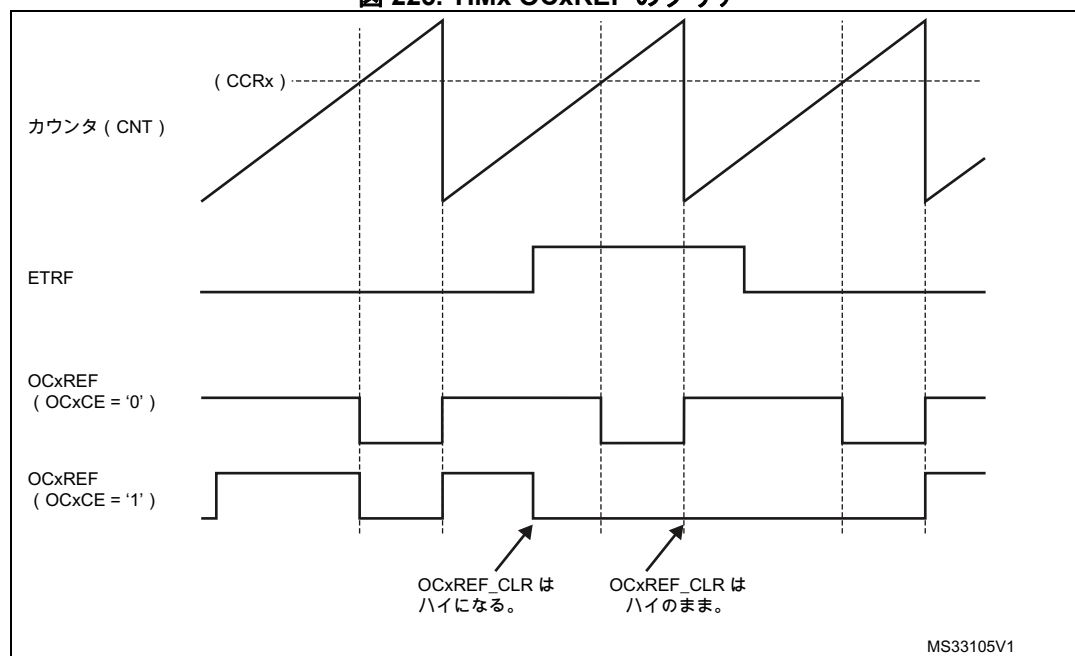 図 223. TIMx OCxREF のクリア
( CCRx )
カウンタ ( CNT )
ETRF
OCxREF
( OCxCE = ‘0’ )
OCxREF
( OCxCE = ‘1’ )
OCxREF_CLR は
ハイになる。
OCxREF_CLR は
ハイのまま。
MS33105V1